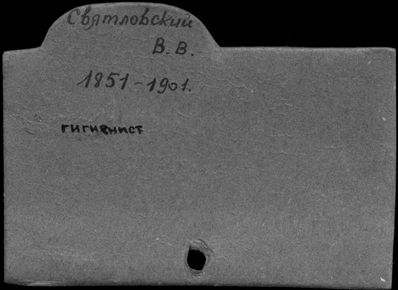 Святловский
В. В.
1851-1901.
гигиенист